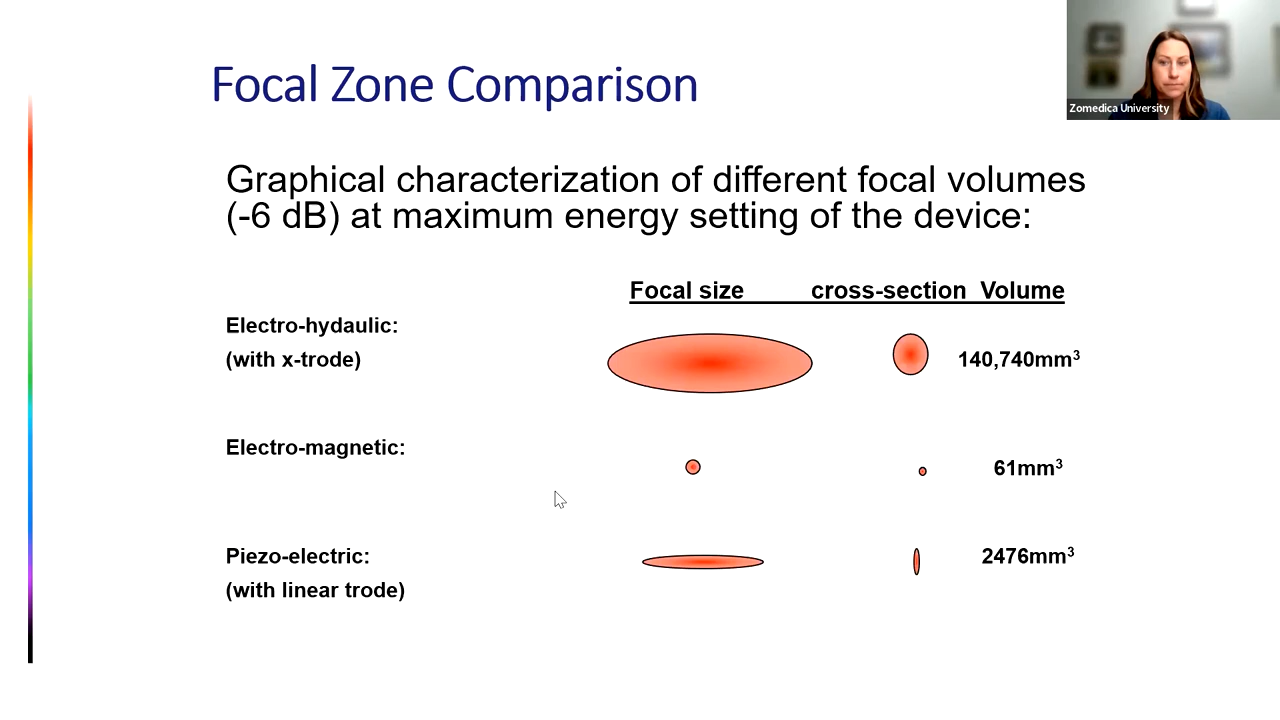 Focal Zone Comparison
Zomedica University
Graphical characterization of different focal volumes
(-6 dB) at maximum energy setting of the device:
Focal size cross-section Volume
Electro-hydaulic:
(with x-trode) 140,740mm³
Electro-magnetic:
61mm³
Piezo-electric: 2476mm³
(with linear trode)